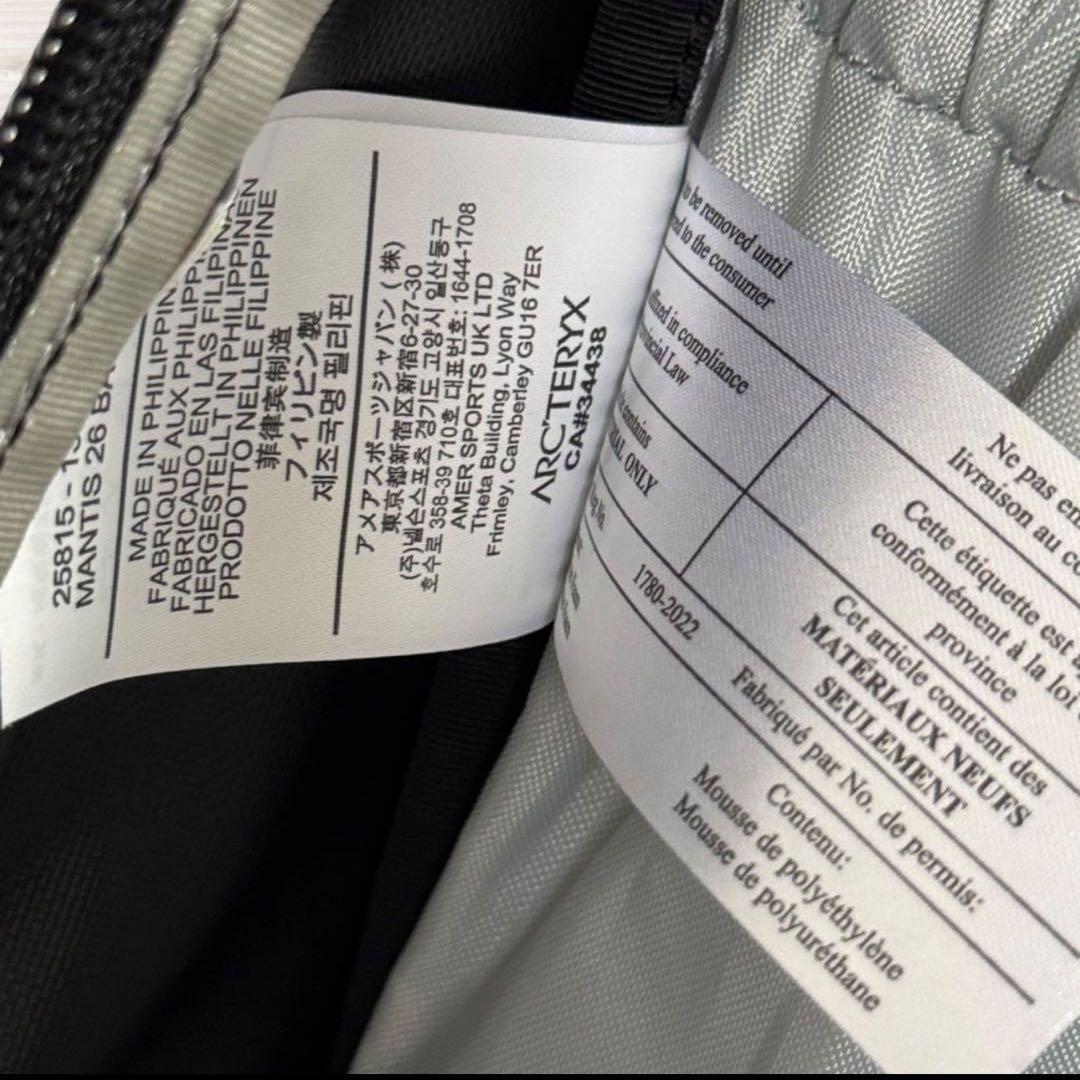 25815 -
MANTIS 26 BA
MADE IN PHILIPPIN
FABRIQUÉ AUX PHILIPPIN
FABRICADO EN LAS FILIPINA
HERGESTELLT IN PHILIPPINEN
PRODOTTO NELLE FILIPPINE
菲律宾制造
フィリピン製
제조국명 필리핀
アメアスポーツジャパン (株)
東京都新宿区新宿6-27-30
(주)넬슨스포츠 경기도 고양시 일산동구
호수로 358-39 710호 대표번호: 1644-1708
AMER SPORTS UK LTD
Theta Building, Lyon Way
Frimley, Camberley GU16 7ER
ARC'TERYX
CA#34438
to be removed until
to the consumer
in compliance
Law
contains
ONLY
No.
1780-2022
Ne pas en
livraison au co
Cette étiquette est
conformément à la loi
province
Cet article contient des
MATÉRIAUX NEUFS
SEULEMENT
Fabriqué par No. de permis:
Contenu:
Mousse de polyéthylène
Mousse de polyuréthane